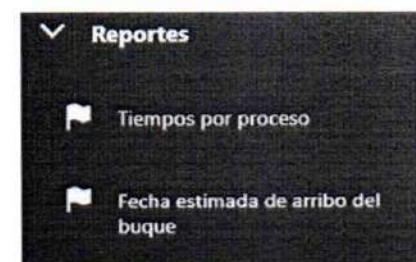 Reportes
Tiempos por proceso
Fecha estimada de arribo del
buque